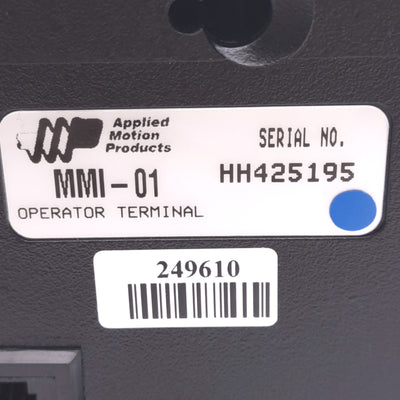 Applied
Motion
Products
MMI-01
OPERATOR TERMINAL
SERIAL NO.
HH425195
249610